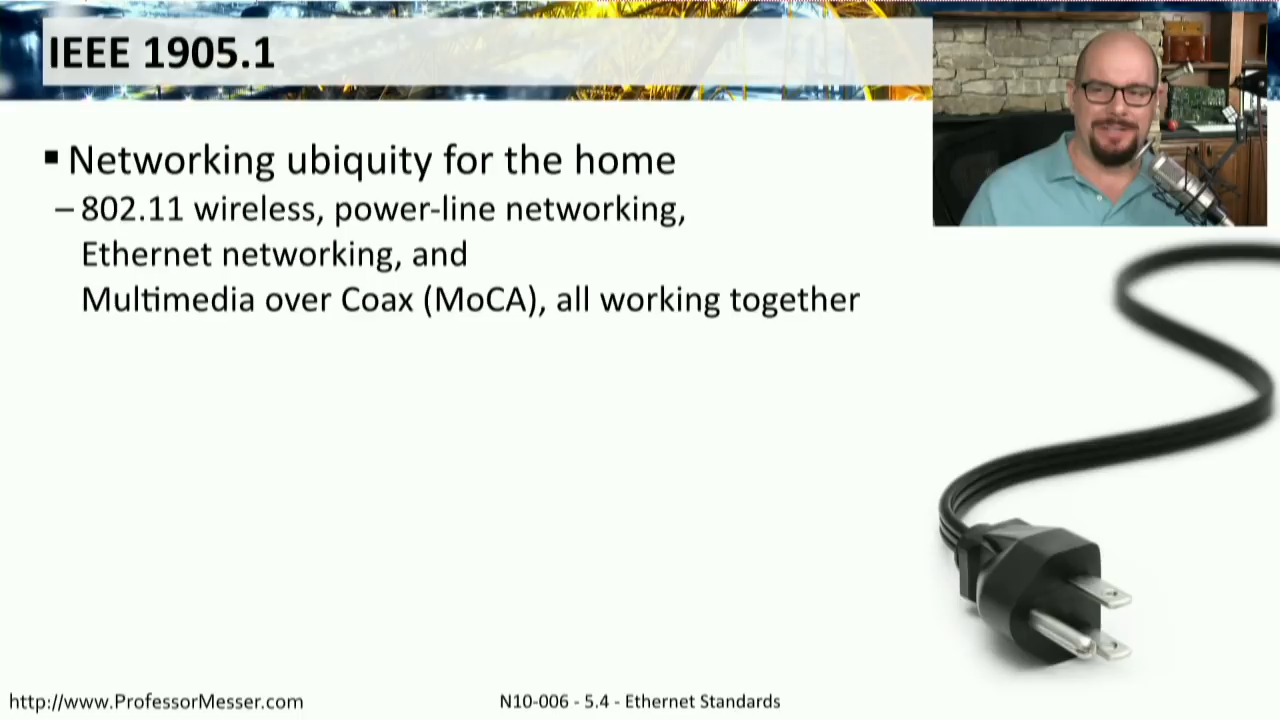 IEEE 1905.1
▪ Networking ubiquity for the home
– 802.11 wireless, power-line networking,
Ethernet networking, and
Multimedia over Coax (MoCA), all working together
http://www.ProfessorMesser.com
N10-006 - 5.4 - Ethernet Standards